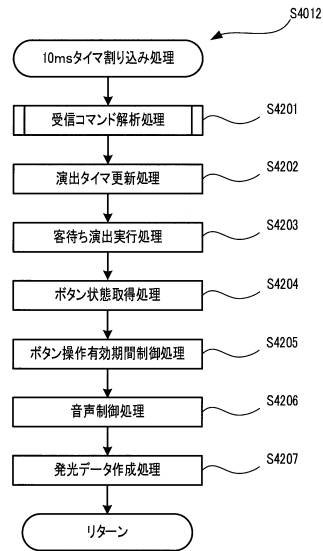 S4012
10msタイマ割り込み処理
受信コマンド解析処理
S4201
演出タイマ更新処理
S4202
客待ち演出実行処理
S4203
ボタン状態取得処理
S4204
ボタン操作有効期間制御処理
S4205
音声制御処理
S4206
発光データ作成処理
S4207
リターン